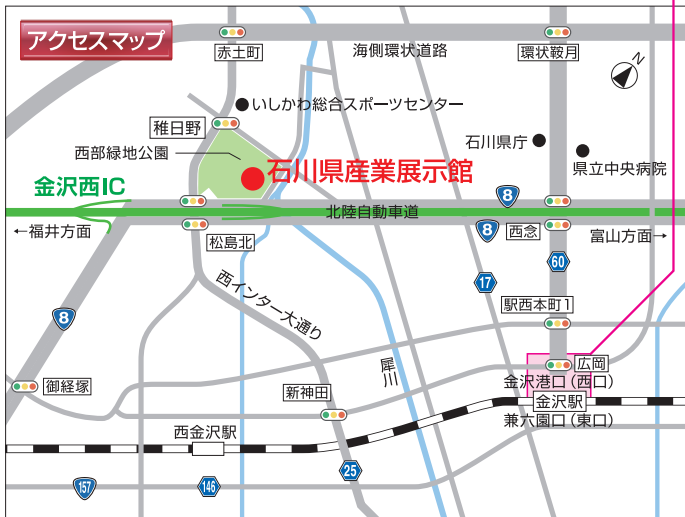 アクセスマップ
赤土町
海側環状道路
環状鞍月
N
いしかわ総合スポーツセンター
稚日野
石川県庁
西部緑地公園
県立中央病院
石川県産業展示館
金沢西IC
8
北陸自動車道
←福井方面
松島北
8
西念
富山方面→
60
17
西インター大通り
8
駅西本町1
犀川
広岡
御経塚
新神田
金沢港口(西口)
金沢駅
兼六園口(東口)
西金沢駅
25
157
146